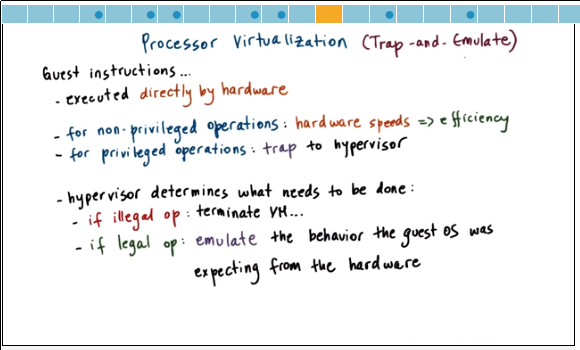 Processor Virtualization (Trap-and-Emulate)
Guest instructions...
- executed directly by hardware
- for non-privileged operations: hardware speeds => efficiency
- for privileged operations: trap to hypervisor
- hypervisor determines what needs to be done:
- if illegal op: terminate VM...
- if legal op: emulate the behavior the guest OS was
expecting from the hardware